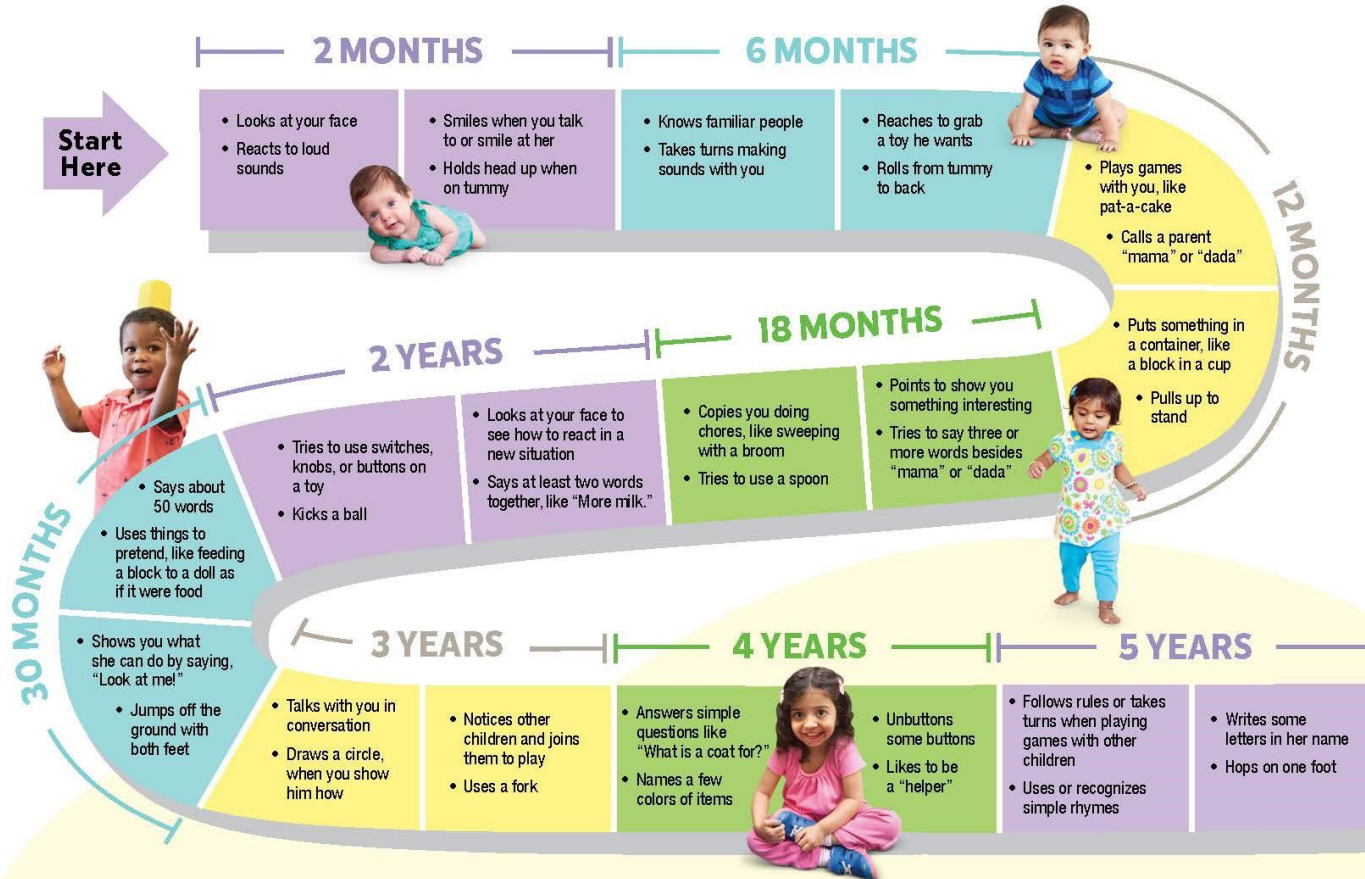 Start
Here
2 MONTHS
• Looks at your face
• Reacts to loud
sounds
• Smiles when you talk
to or smile at her
• Holds head up when
on tummy
6 MONTHS
• Knows familiar people
• Takes turns making
sounds with you
• Reaches to grab
a toy he wants
• Rolls from tummy
to back
12 MONTHS
• Plays games
with you, like
pat-a-cake
• Calls a parent
“mama” or “dada”
• Puts something in
a container, like
a block in a cup
• Pulls up to
stand
18 MONTHS
• Points to show you
something interesting
• Tries to say three or
more words besides
“mama” or “dada”
• Copies you doing
chores, like sweeping
with a broom
• Tries to use a spoon
2 YEARS
• Looks at your face to
see how to react in a
new situation
• Says at least two words
together, like “More milk.”
• Tries to use switches,
knobs, or buttons on
a toy
• Kicks a ball
30 MONTHS
• Says about
50 words
• Uses things to
pretend, like feeding
a block to a doll as
if it were food
• Shows you what
she can do by saying,
“Look at me!”
• Jumps off the
ground with
both feet
3 YEARS
• Talks with you in
conversation
• Draws a circle,
when you show
him how
• Notices other
children and joins
them to play
• Uses a fork
4 YEARS
• Answers simple
questions like
“What is a coat for?”
• Names a few
colors of items
• Unbuttons
some buttons
• Likes to be
a “helper”
5 YEARS
• Follows rules or takes
turns when playing
games with other
children
• Uses or recognizes
simple rhymes
• Writes some
letters in her name
• Hops on one foot